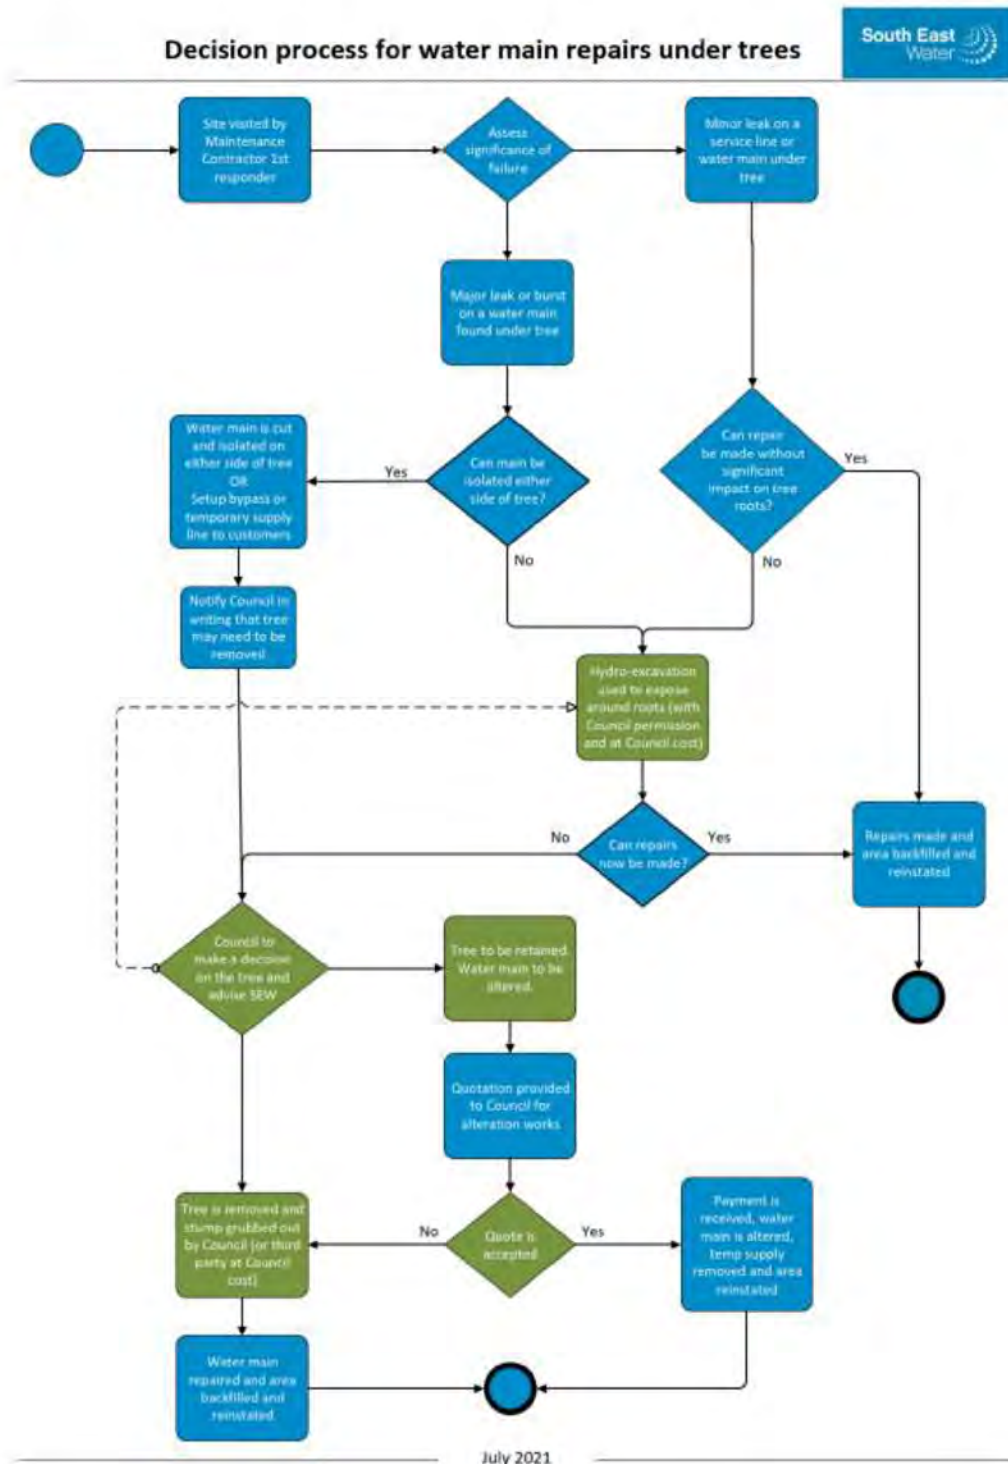 Decision process for water main repairs under trees
South East
Water
Site visited by
Maintenance
Contractor 1st
responder
Assess
significance of
failure
Minor leak on a
service line or
water main under
tree
Major leak or burst
on a water main
found under tree
Water main is cut
and isolated on
either side of tree
OR
Setup bypass or
temporary supply
line to customers
Yes
Can main be
isolated either
side of tree?
No
Can repair
be made without
significant
impact on tree
roots?
Yes
No
Notify Council in
writing that tree
may need to be
removed
Hydro-excavation
used to expose
around roots (with
Council permission
and at Council cost)
No
Can repairs
now be made?
Yes
Repairs made and
area backfilled and
reinstated
Council to
make a decision
on the tree and
advise SEW
Tree to be retained.
Water main to be
altered.
Quotation provided
to Council for
alteration works
Tree is removed and
stump grubbed out
by Council (or third
party at Council
cost)
No
Quote is
accepted
Yes
Payment is
received, water
main is altered,
temp supply
removed and area
reinstated
Water main
repaired and area
backfilled and
reinstated
July 2021